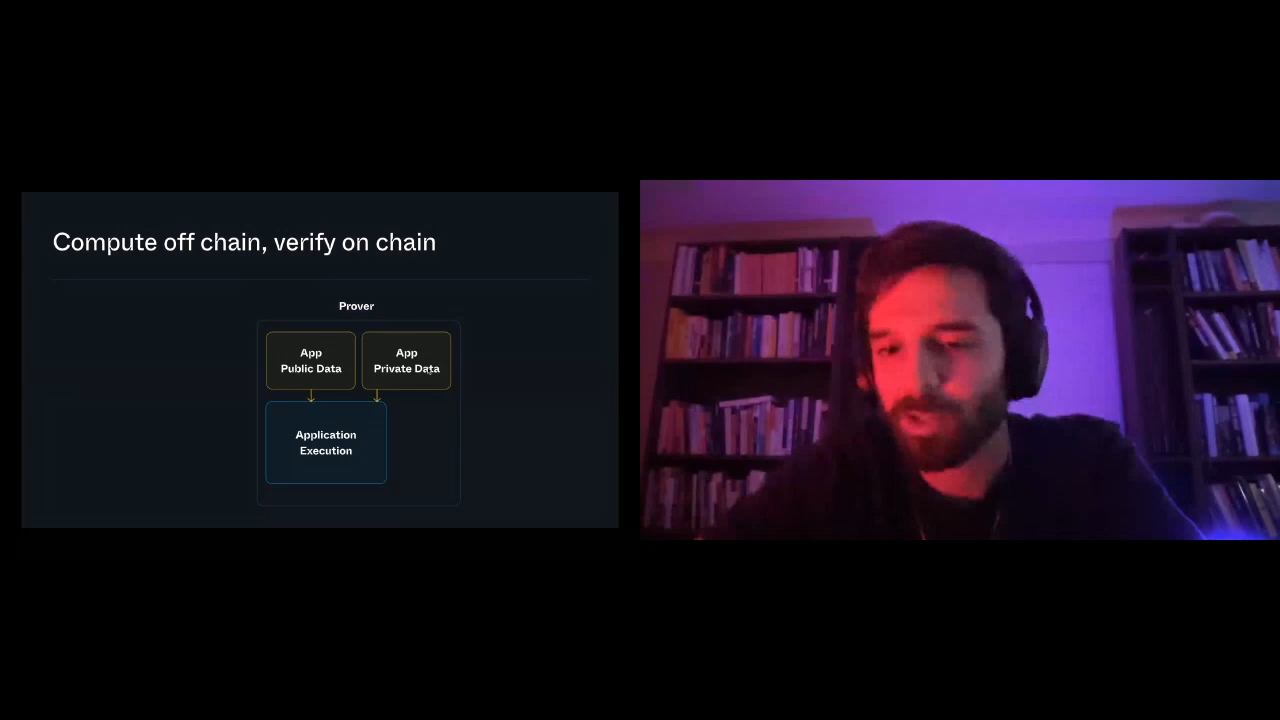 Compute off chain, verify on chain
Prover
App
Public Data
App
Private Data
Application
Execution